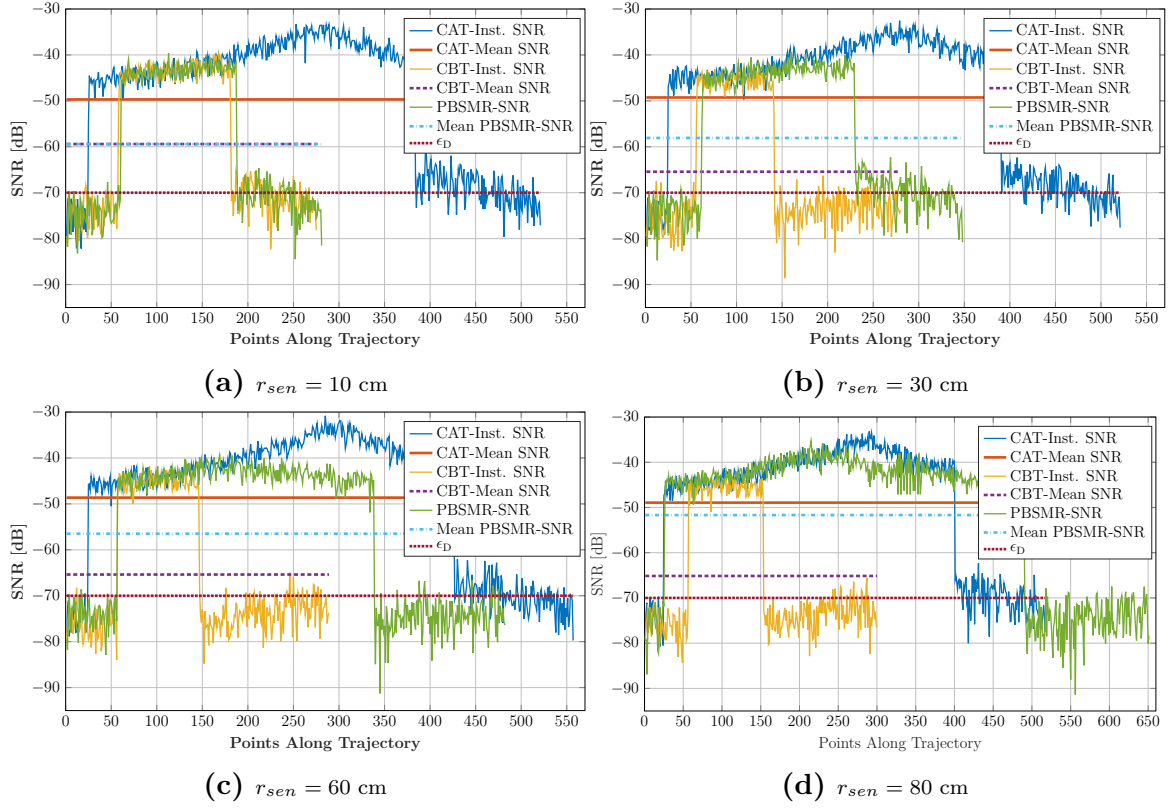 −30
−40
−50
−60
−70
−80
−90
SNR [dB]
CAT-Inst. SNR
CAT-Mean SNR
CBT-Inst. SNR
CBT-Mean SNR
PBSMR-SNR
Mean PBSMR-SNR
ϵD
0 50 100 150 200 250 300 350 400 450 500 550
Points Along Trajectory
(a) rsen = 10 cm
−30
−40
−50
−60
−70
−80
−90
SNR [dB]
CAT-Inst. SNR
CAT-Mean SNR
CBT-Inst. SNR
CBT-Mean SNR
PBSMR-SNR
Mean PBSMR-SNR
ϵD
0 50 100 150 200 250 300 350 400 450 500 550
Points Along Trajectory
(b) rsen = 30 cm
−30
−40
−50
−60
−70
−80
−90
SNR [dB]
CAT-Inst. SNR
CAT-Mean SNR
CBT-Inst. SNR
CBT-Mean SNR
PBSMR-SNR
Mean PBSMR-SNR
ϵD
0 50 100 150 200 250 300 350 400 450 500 550
Points Along Trajectory
(c) rsen = 60 cm
−30
−40
−50
−60
−70
−80
−90
SNR [dB]
CAT-Inst. SNR
CAT-Mean SNR
CBT-Inst. SNR
CBT-Mean SNR
PBSMR-SNR
Mean PBSMR-SNR
ϵD
0 50 100 150 200 250 300 350 400 450 500 550 600 650
Points Along Trajectory
(d) rsen = 80 cm